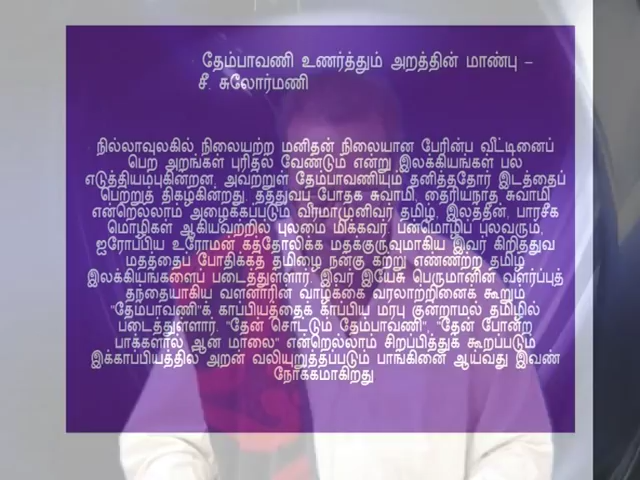 தேம்பாவணி உணர்த்தும் அறத்தின் மாண்பு –
சீ. சுலோர்மணி
நில்லாவுலகில் நிலையற்ற மனிதன் நிலையான பேரின்ப வீட்டினைப்
பெற அறங்கள் புரிதல் வேண்டும் என்று இலக்கியங்கள் பல
எடுத்தியம்புகின்றன. அவற்றுள் தேம்பாவணியும் தனித்ததோர் இடத்தைப்
பெற்றுத் திகழ்கின்றது. தத்துவப் போதக சுவாமி, தைரியநாத சுவாமி
என்றெல்லாம் அழைக்கப்படும் வீரமாமுனிவர் தமிழ், இலத்தீன், பாரசீக
மொழிகள் ஆகியவற்றில் புலமை மிக்கவர். பன்மொழிப் புலவரும்,
ஐரோப்பிய உரோமன் கத்தோலிக்க மதக்குருவுமாகிய இவர் கிறித்துவ
மதத்தைப் போதிக்கத் தமிழை நன்கு கற்று எண்ணற்ற தமிழ்
இலக்கியங்களைப் படைத்துள்ளார். இவர் இயேசு பெருமானின் வளர்ப்புத்
தந்தையாகிய வளனாரின் வாழ்க்கை வரலாற்றினைக் கூறும்
"தேம்பாவணி"க் காப்பியத்தைக் காப்பிய மரபு குன்றாமல் தமிழில்
படைத்துள்ளார். "தேன் சொட்டும் தேம்பாவணி", "தேன் போன்ற
பாக்களால் ஆன மாலை" என்றெல்லாம் சிறப்பித்துக் கூறப்படும்
இக்காப்பியத்தில் அறன் வலியுறுத்தப்படும் பாங்கினை ஆய்வது இவண்
நோக்கமாகிறது